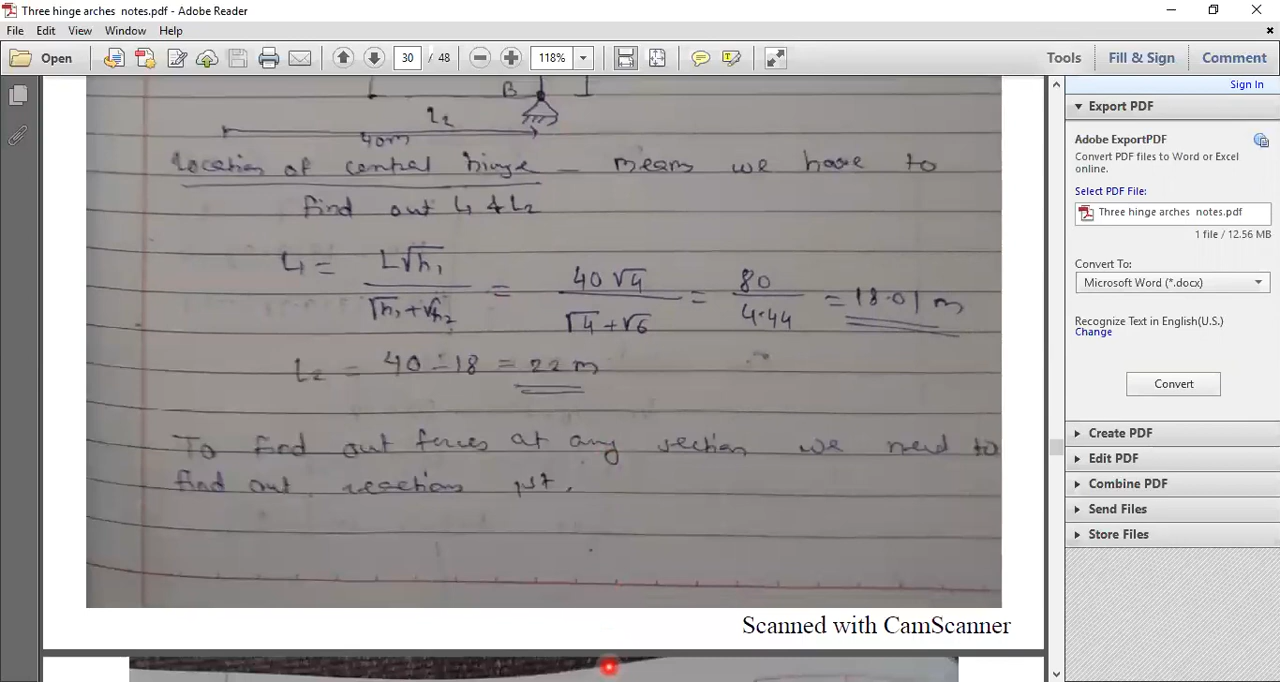 Three hinge arches notes.pdf - Adobe Reader
File Edit View Window Help
Open 30 / 48 118% Tools Fill & Sign Comment
Sign In
Export PDF
Adobe ExportPDF
Convert PDF files to Word or Excel
online.
Select PDF File:
Three hinge arches notes.pdf
1 file / 12.56 MB
Convert To:
Microsoft Word (*.docx)
Recognize Text in English(U.S.)
Change
Convert
Create PDF
Edit PDF
Combine PDF
Send Files
Store Files
B
L2
40m
Location of central hinge - means we have to
find out L1 & L2
L1 = L√h1 / √h1+√h2 = 40√4 / √4+√6 = 80 / 4.44 = 18.01 m
L2 = 40-18 = 22 m
To find out forces at any section we need to
find out reactions 1st.
Scanned with CamScanner